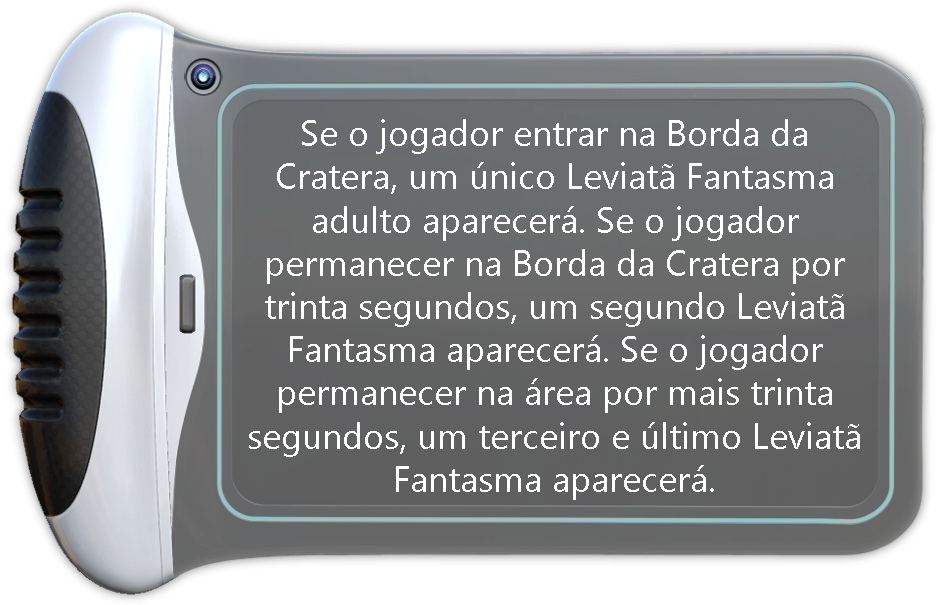 Se o jogador entrar na Borda da
Cratera, um único Leviatã Fantasma
adulto aparecerá. Se o jogador
permanecer na Borda da Cratera por
trinta segundos, um segundo Leviatã
Fantasma aparecerá. Se o jogador
permanecer na área por mais trinta
segundos, um terceiro e último Leviatã
Fantasma aparecerá.